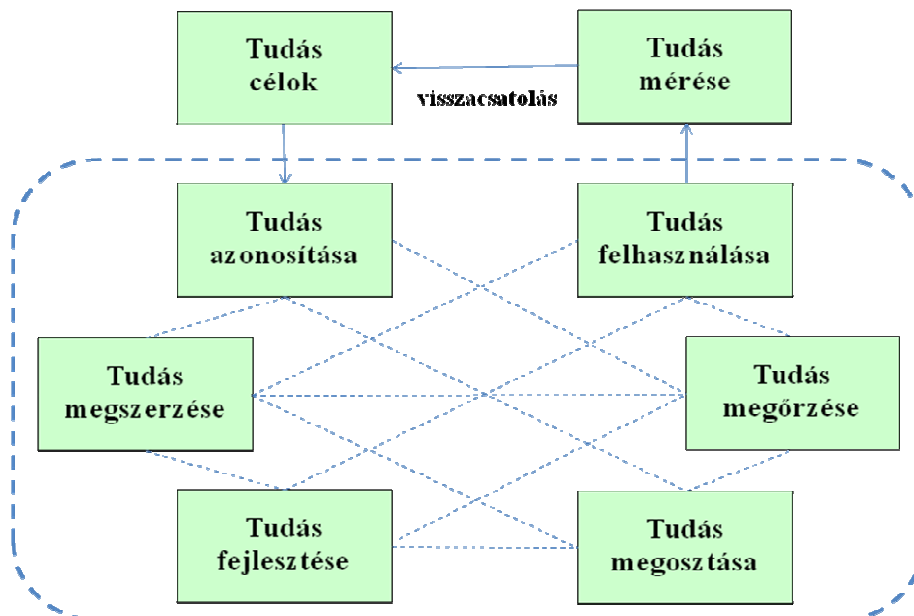 Tudás
célok
Tudás
mérése
visszacsatolás
Tudás
azonosítása
Tudás
felhasználása
Tudás
megszerzése
Tudás
megőrzése
Tudás
fejlesztése
Tudás
megosztása